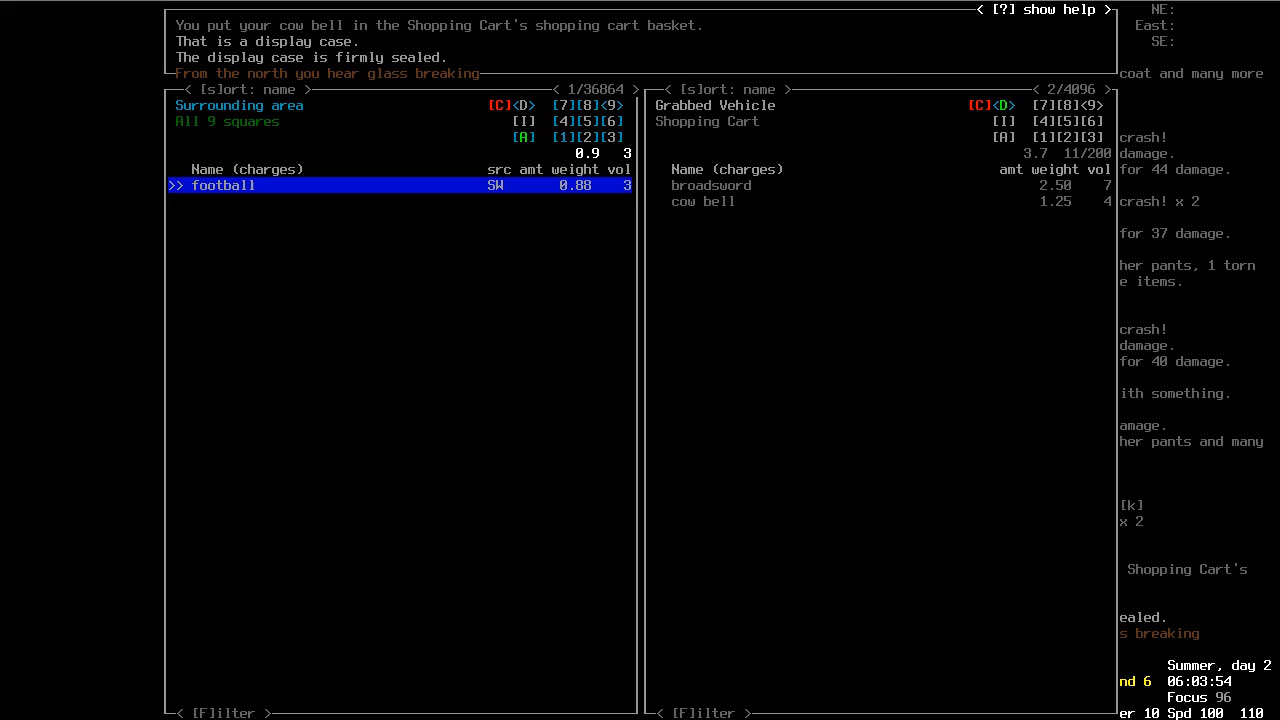 < [?] show help >
You put your cow bell in the Shopping Cart's shopping cart basket.
That is a display case.
The display case is firmly sealed.
From the north you hear glass breaking
< [s]ort: name > < 1/36864 >
Surrounding area [C]<D> [7][8]<9>
All 9 squares [I] [4][5][6]
[A] [1][2][3]
0.9 3
Name (charges) src amt weight vol
>> football SW 0.88 3
< [F]ilter >
< [s]ort: name > < 2/4096 >
Grabbed Vehicle [C]<D> [7][8]<9>
Shopping Cart [I] [4][5][6]
[A] [1][2][3]
3.7 11/200
Name (charges) amt weight vol
broadsword 2.50 7
cow bell 1.25 4
< [F]ilter >
NE:
East:
SE:
coat and many more
crash!
damage.
for 44 damage.
crash! x 2
for 37 damage.
her pants, 1 torn
e items.
crash!
damage.
for 40 damage.
ith something.
amage.
her pants and many
[k]
x 2
Shopping Cart's
ealed.
s breaking
Summer, day 2
nd 6 06:03:54
Focus 96
er 10 Spd 100 110